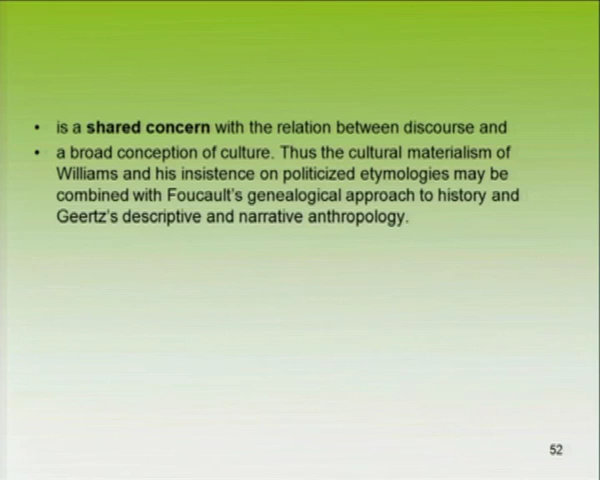 • is a shared concern with the relation between discourse and
• a broad conception of culture. Thus the cultural materialism of
Williams and his insistence on politicized etymologies may be
combined with Foucault's genealogical approach to history and
Geertz's descriptive and narrative anthropology.
52